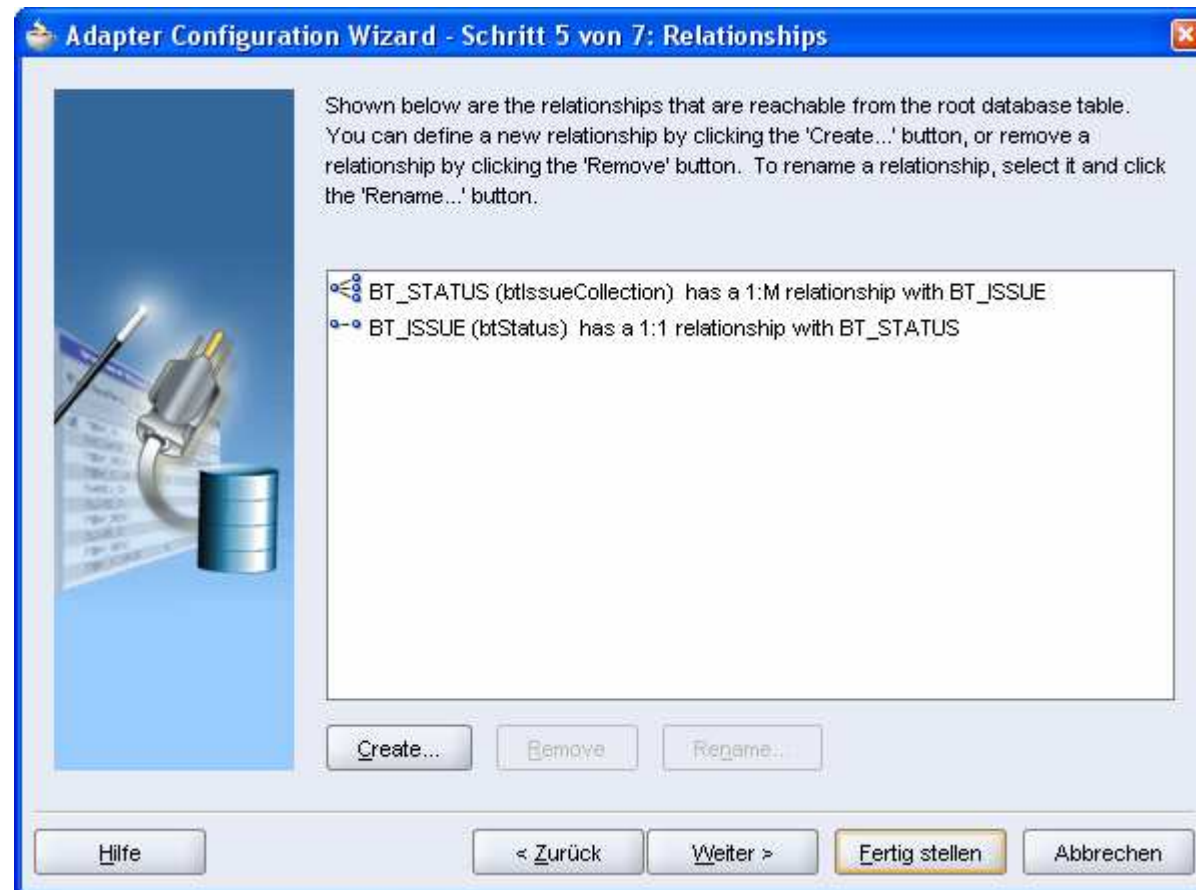 Adapter Configuration Wizard - Schritt 5 von 7: Relationships
Shown below are the relationships that are reachable from the root database table.
You can define a new relationship by clicking the 'Create...' button, or remove a
relationship by clicking the 'Remove' button. To rename a relationship, select it and click
the 'Rename...' button.
BT_STATUS (btIssueCollection) has a 1:M relationship with BT_ISSUE
BT_ISSUE (btStatus) has a 1:1 relationship with BT_STATUS
Create... Remove Rename...
Hilfe < Zurück Weiter > Fertig stellen Abbrechen